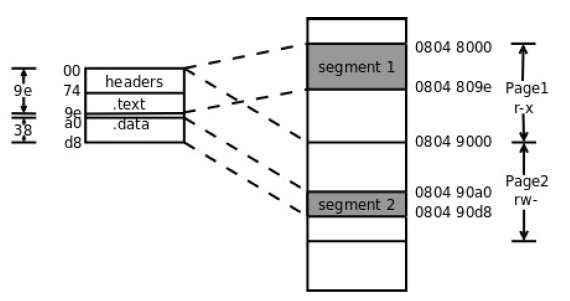 00
headers
74
.text
9e
a0
.data
d8
9e
38
segment 1
segment 2
0804 8000
0804 809e
0804 9000
0804 90a0
0804 90d8
Page1
r-x
Page2
rw-